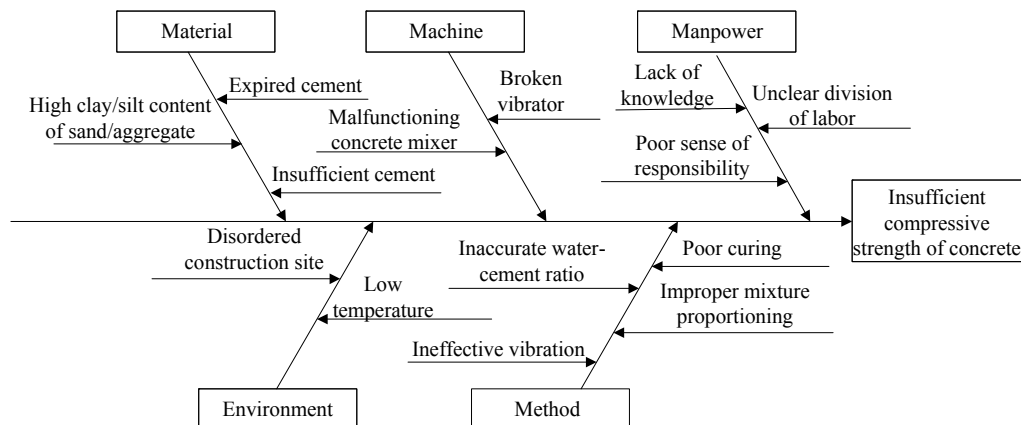 Material
Machine
Manpower
Expired cement
High clay/silt content
of sand/aggregate
Insufficient cement
Broken
vibrator
Malfunctioning
concrete mixer
Lack of
knowledge
Unclear division
of labor
Poor sense of
responsibility
Insufficient
compressive
strength of concrete
Disordered
construction site
Low
temperature
Inaccurate water-
cement ratio
Poor curing
Improper mixture
proportioning
Ineffective vibration
Environment
Method